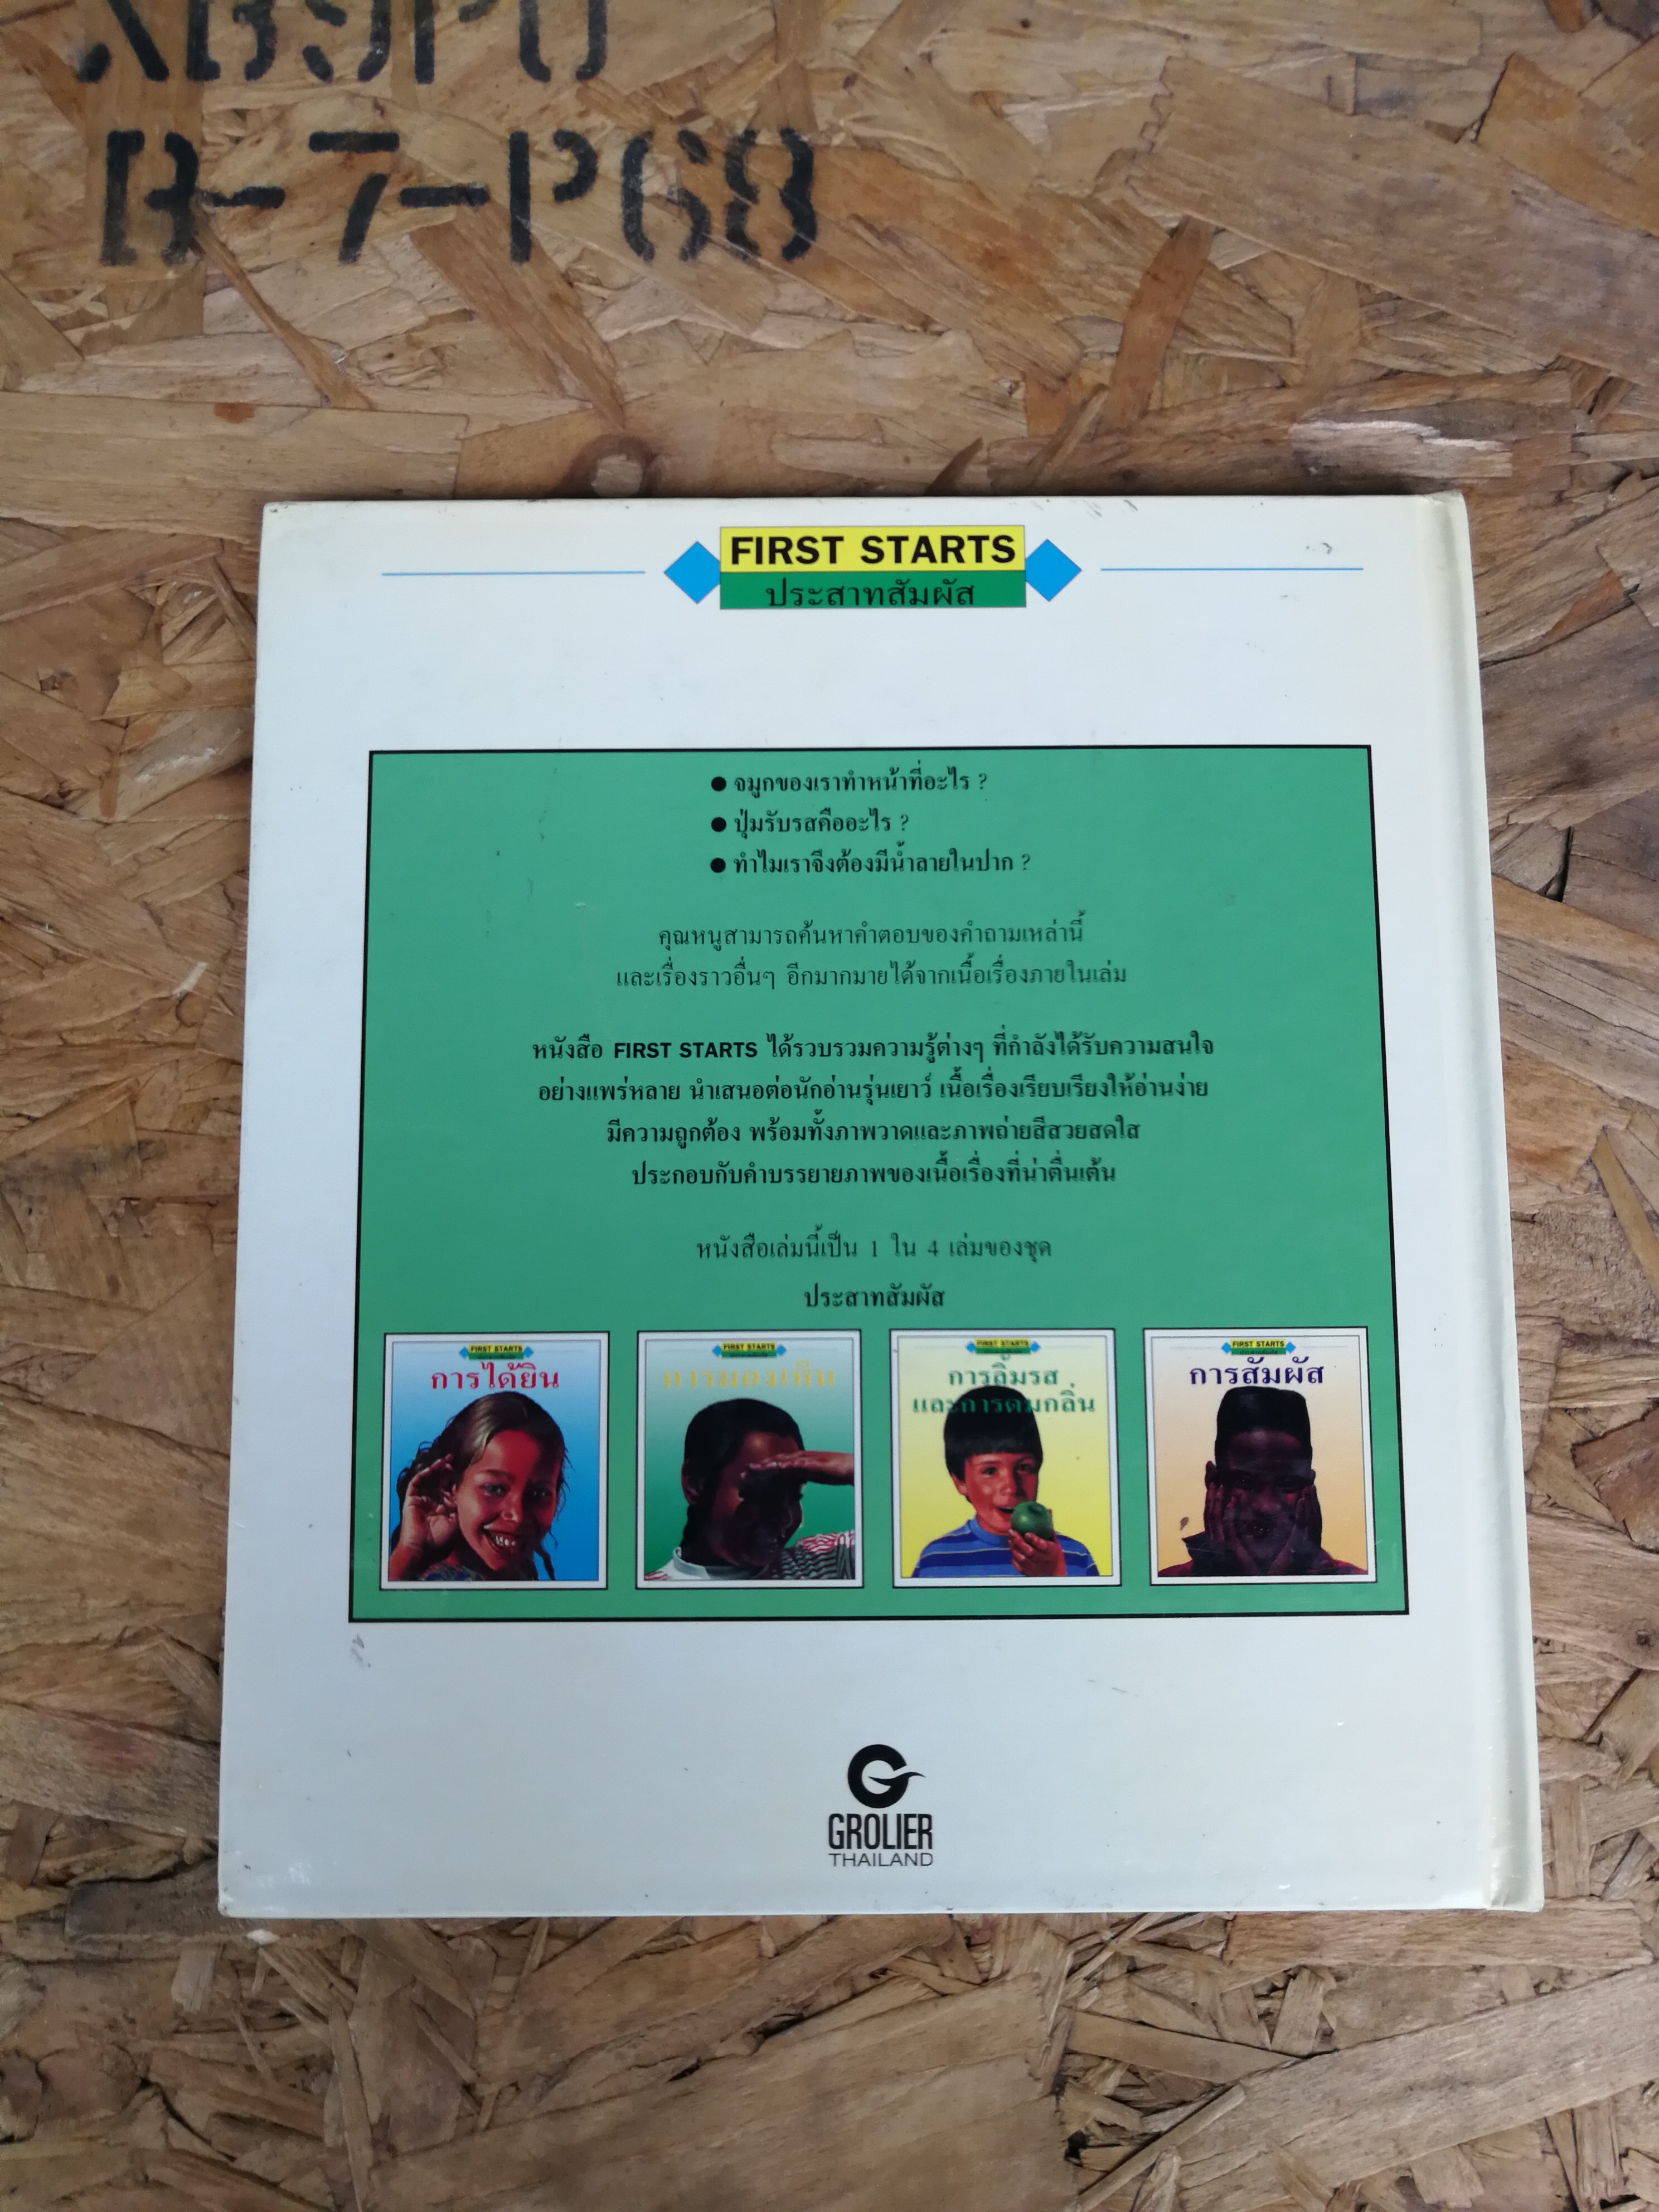 B-7-P68
FIRST STARTS
ประสาทสัมผัส
● จมูกของเราทำหน้าที่อะไร ?
● ปุ่มรับรสคืออะไร ?
● ทำไมเราจึงต้องมีน้ำลายในปาก ?
คุณหนูสามารถค้นหาคำตอบของคำถามเหล่านี้
และเรื่องราวอื่นๆ อีกมากมายได้จากเนื้อเรื่องภายในเล่ม
หนังสือ FIRST STARTS ได้รวบรวมความรู้ต่างๆ ที่กำลังได้รับความสนใจ
อย่างแพร่หลาย นำเสนอต่อนักอ่านรุ่นเยาว์ เนื้อเรื่องเรียบเรียงให้อ่านง่าย
มีความถูกต้อง พร้อมทั้งภาพวาดและภาพถ่ายสีสวยสดใส
ประกอบกับคำบรรยายภาพของเนื้อเรื่องที่น่าตื่นเต้น
หนังสือเล่มนี้เป็น 1 ใน 4 เล่มของชุด
ประสาทสัมผัส
FIRST STARTS
การได้ยิน
FIRST STARTS
การมองเห็น
FIRST STARTS
การลิ้มรส
และการดมกลิ่น
FIRST STARTS
การสัมผัส
GROLIER
THAILAND